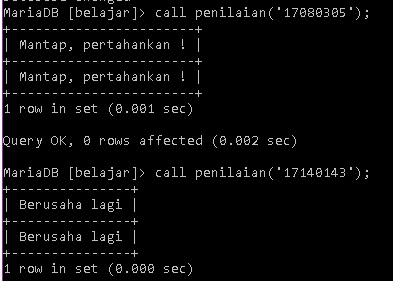 MariaDB [belajar]> call penilaian('17080305');
+-----------------------+
| Mantap, pertahankan ! |
+-----------------------+
| Mantap, pertahankan ! |
+-----------------------+
1 row in set (0.001 sec)
Query OK, 0 rows affected (0.002 sec)
MariaDB [belajar]> call penilaian('17140143');
+---------------+
| Berusaha lagi |
+---------------+
| Berusaha lagi |
+---------------+
1 row in set (0.000 sec)